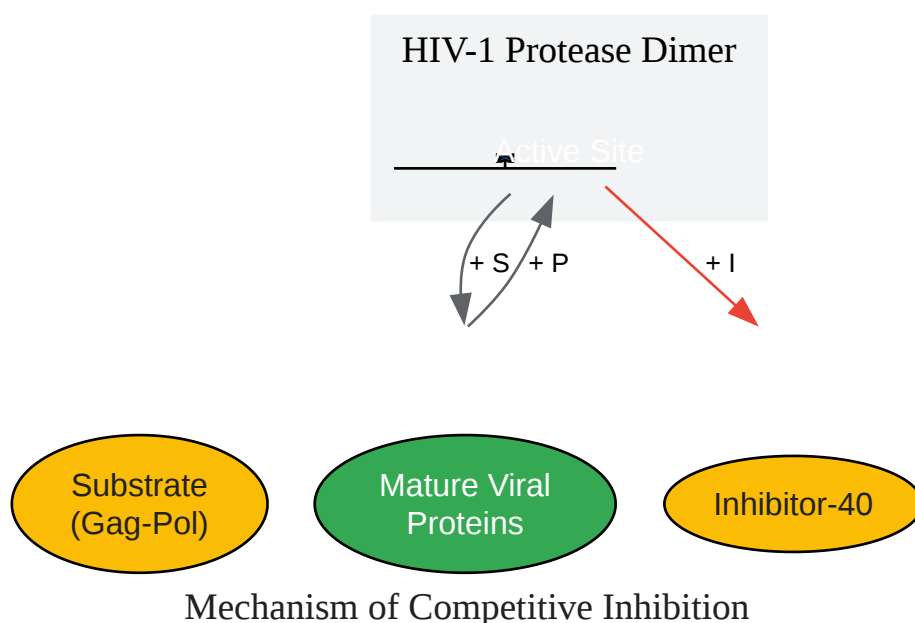 HIV-1 Protease Dimer
Active Site
+ S
+ P
+ I
Substrate
(Gag-Pol)
Mature Viral
Proteins
Inhibitor-40
Mechanism of Competitive Inhibition